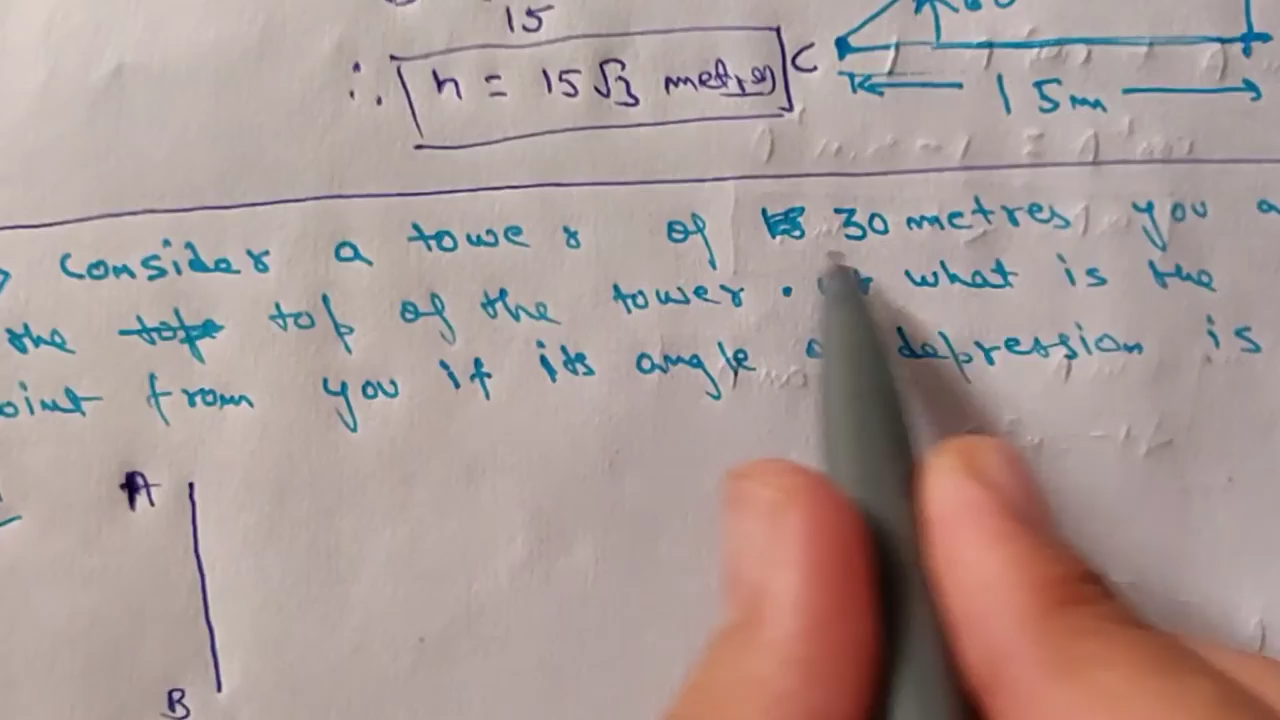 15
∴ h = 15√3 metres
C
15m
Consider a tower of 30 metres, you a
the top of the tower. what is the
oint from you if its angle depression is
A
B